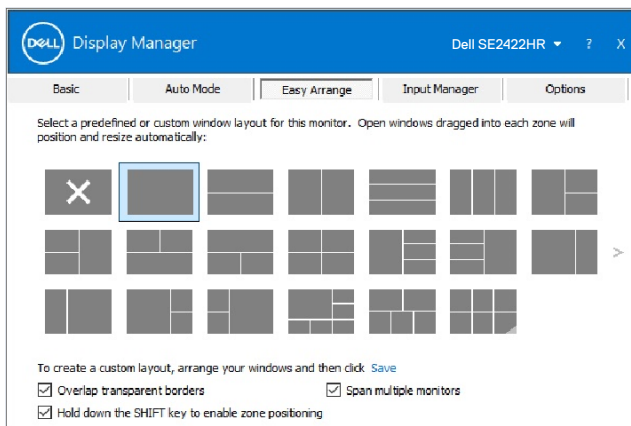 DELL Display Manager Dell SE2422HR ? X
Basic Auto Mode Easy Arrange Input Manager Options
Select a predefined or custom window layout for this monitor. Open windows dragged into each zone will
position and resize automatically:
>
To create a custom layout, arrange your windows and then click Save
Overlap transparent borders Span multiple monitors
Hold down the SHIFT key to enable zone positioning